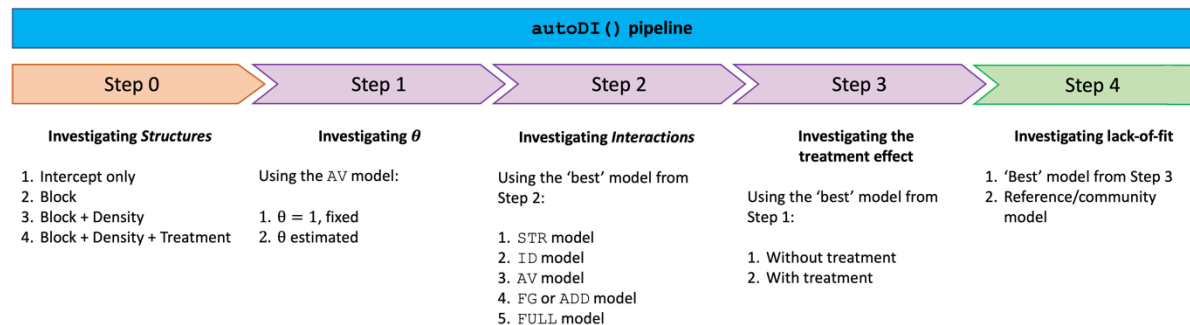 autoDI() pipeline
Step 0
Step 1
Step 2
Step 3
Step 4
Investigating Structures
1. Intercept only
2. Block
3. Block + Density
4. Block + Density + Treatment
Investigating θ
Using the AV model:
1. θ = 1, fixed
2. θ estimated
Investigating Interactions
Using the ‘best’ model from
Step 2:
1. STR model
2. ID model
3. AV model
4. FG or ADD model
5. FULL model
Investigating the
treatment effect
Using the ‘best’ model from
Step 1:
1. Without treatment
2. With treatment
Investigating lack-of-fit
1. ‘Best’ model from Step 3
2. Reference/community
model